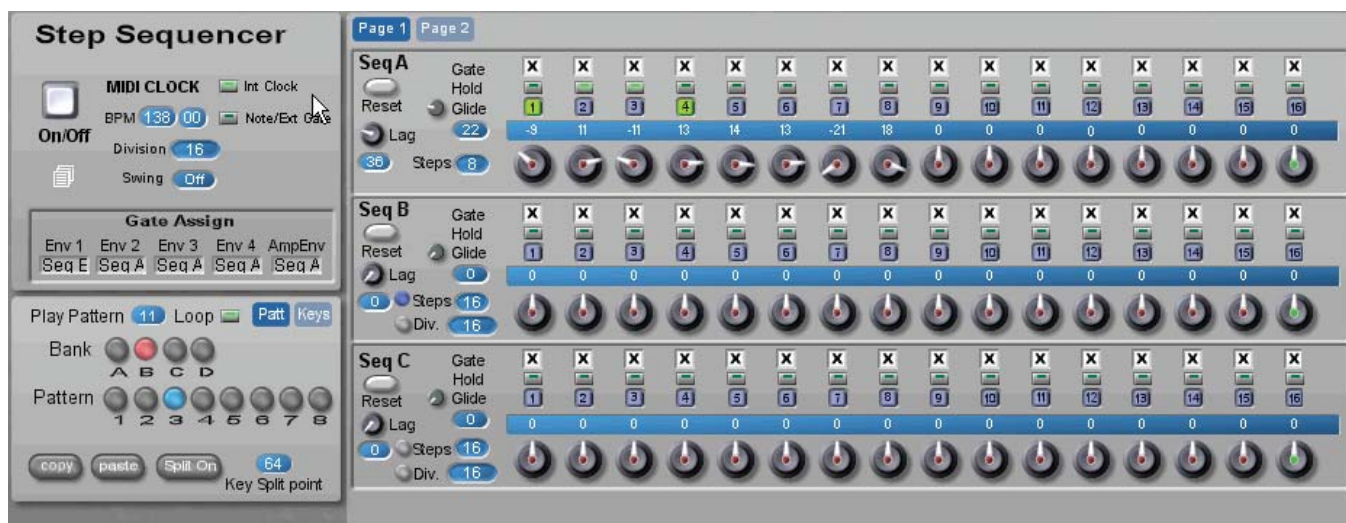 Step Sequencer
MIDI CLOCK
Int Clock
On/Off
BPM 138 00
Note/Ext
Division 16
Swing Off
Gate Assign
Env 1 Env 2 Env 3 Env 4 AmpEnv
Seq E Seq A Seq A Seq A Seq A
Play Pattern 11 Loop Patt Keys
Bank
A B C D
Pattern
1 2 3 4 5 6 7 8
copy paste Split On 64
Key Split point
Page 1 Page 2
Seq A Gate X X X X X X X X X X X X X X X X
Hold
Reset Glide 1 2 3 4 5 6 7 8 9 10 11 12 13 14 15 16
Lag 22 -9 11 -11 13 14 13 -21 18 0 0 0 0 0 0 0 0
36 Steps 8
Seq B Gate X X X X X X X X X X X X X X X X
Hold
Reset Glide 1 2 3 4 5 6 7 8 9 10 11 12 13 14 15 16
Lag 0 0 0 0 0 0 0 0 0 0 0 0 0 0 0 0 0
0 Steps 16
Div. 16
Seq C Gate X X X X X X X X X X X X X X X X
Hold
Reset Glide 1 2 3 4 5 6 7 8 9 10 11 12 13 14 15 16
Lag 0 0 0 0 0 0 0 0 0 0 0 0 0 0 0 0 0
0 Steps 16
Div. 16